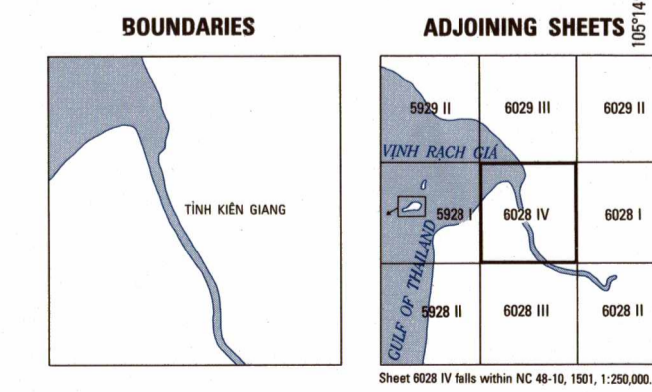 BOUNDARIES
TỈNH KIÊN GIANG
ADJOINING SHEETS
105°14
5929 II
6029 III
6029 II
VỊNH RẠCH GIÁ
5928 I
6028 IV
6028 I
GULF OF THAILAND
5928 II
6028 III
6028 II
Sheet 6028 IV falls within NC 48-10, 1501, 1:250,000.